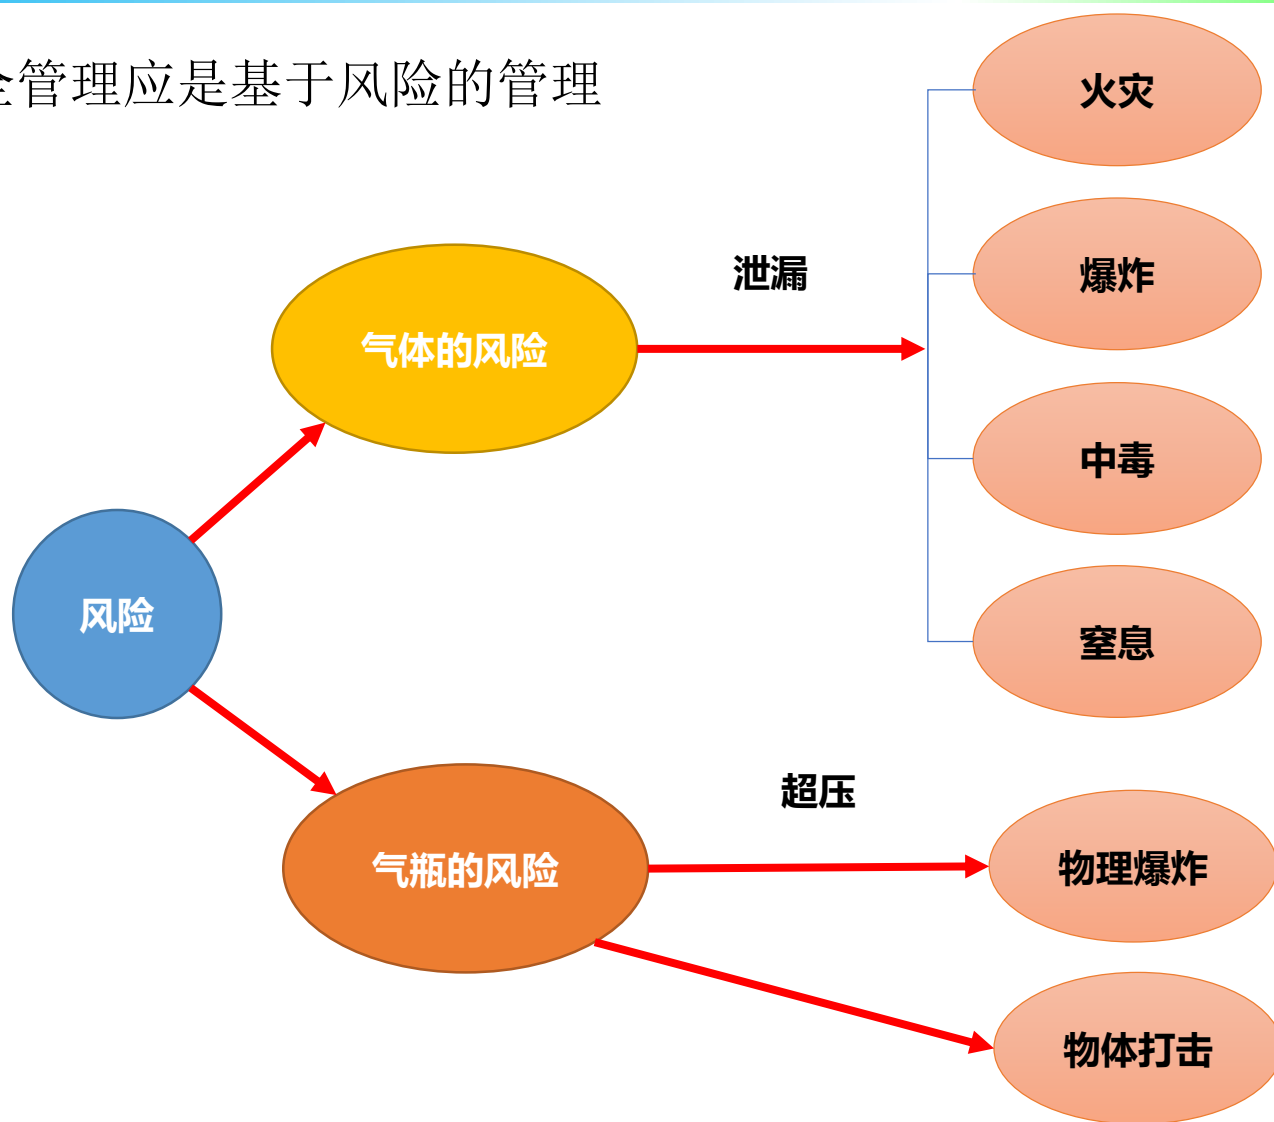 管理应是基于风险的管理
火灾
爆炸
泄漏
气体的风险
中毒
风险
窒息
超压
气瓶的风险
物理爆炸
物体打击